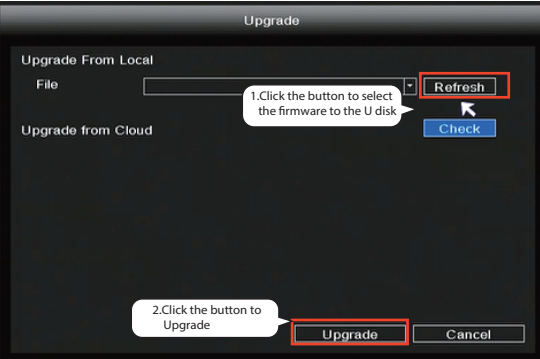 Upgrade
Upgrade From Local
File
Refresh
1.Click the button to select
the firmware to the U disk
Upgrade from Cloud
Check
2.Click the button to
Upgrade
Upgrade
Cancel